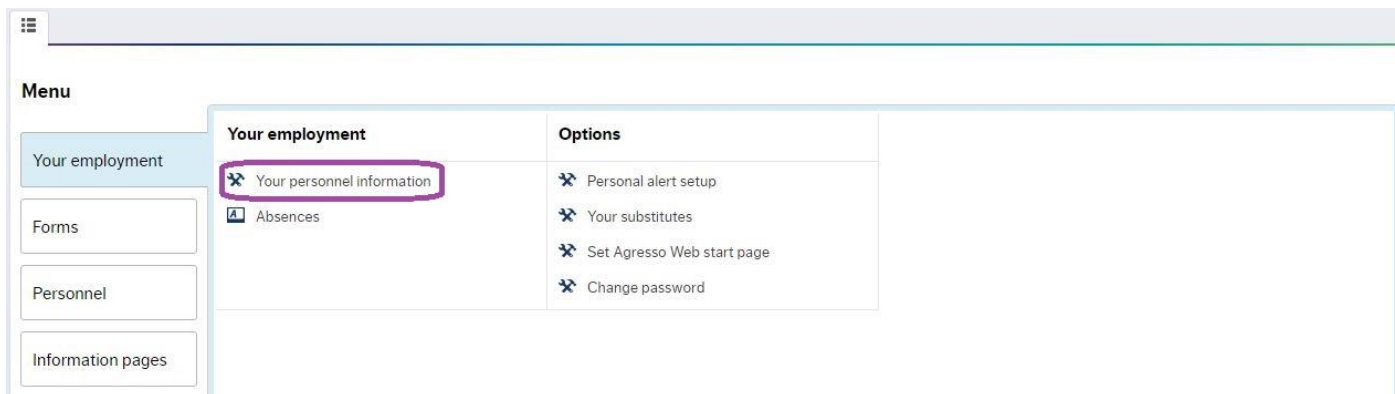 Menu
Your employment
Forms
Personnel
Information pages
Your employment
Your personnel information
Absences
Options
Personal alert setup
Your substitutes
Set Agresso Web start page
Change password